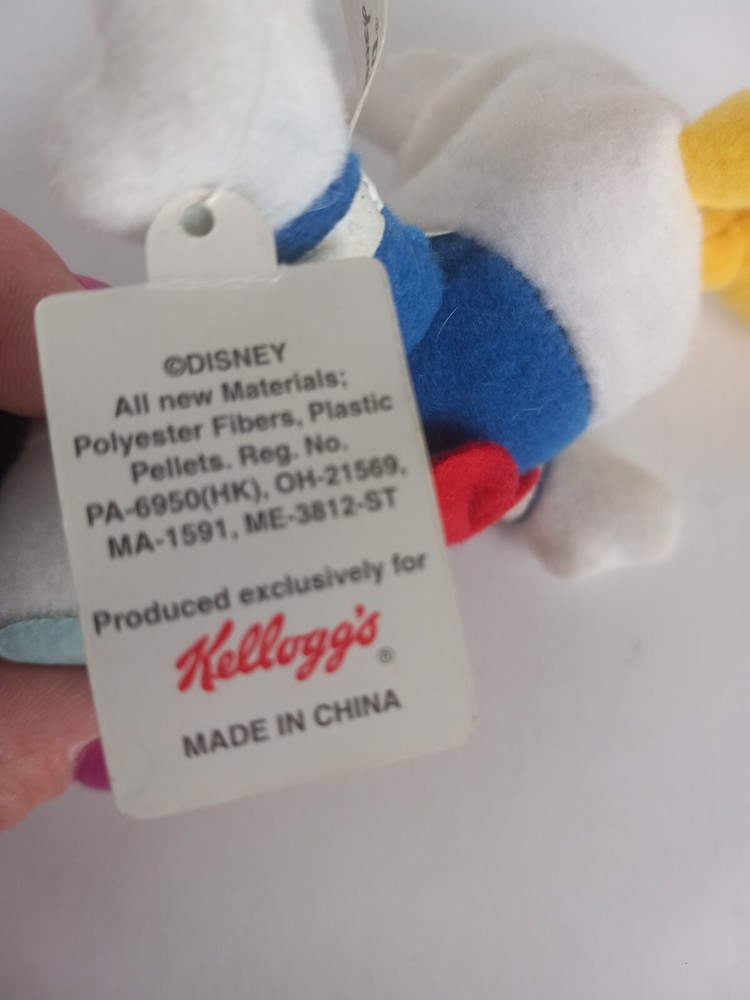 ©DISNEY
All new Materials;
Polyester Fibers, Plastic
Pellets. Reg. No.
PA-6950(HK), OH-21569,
MA-1591, ME-3812-ST
Produced exclusively for
Kellogg's®
MADE IN CHINA